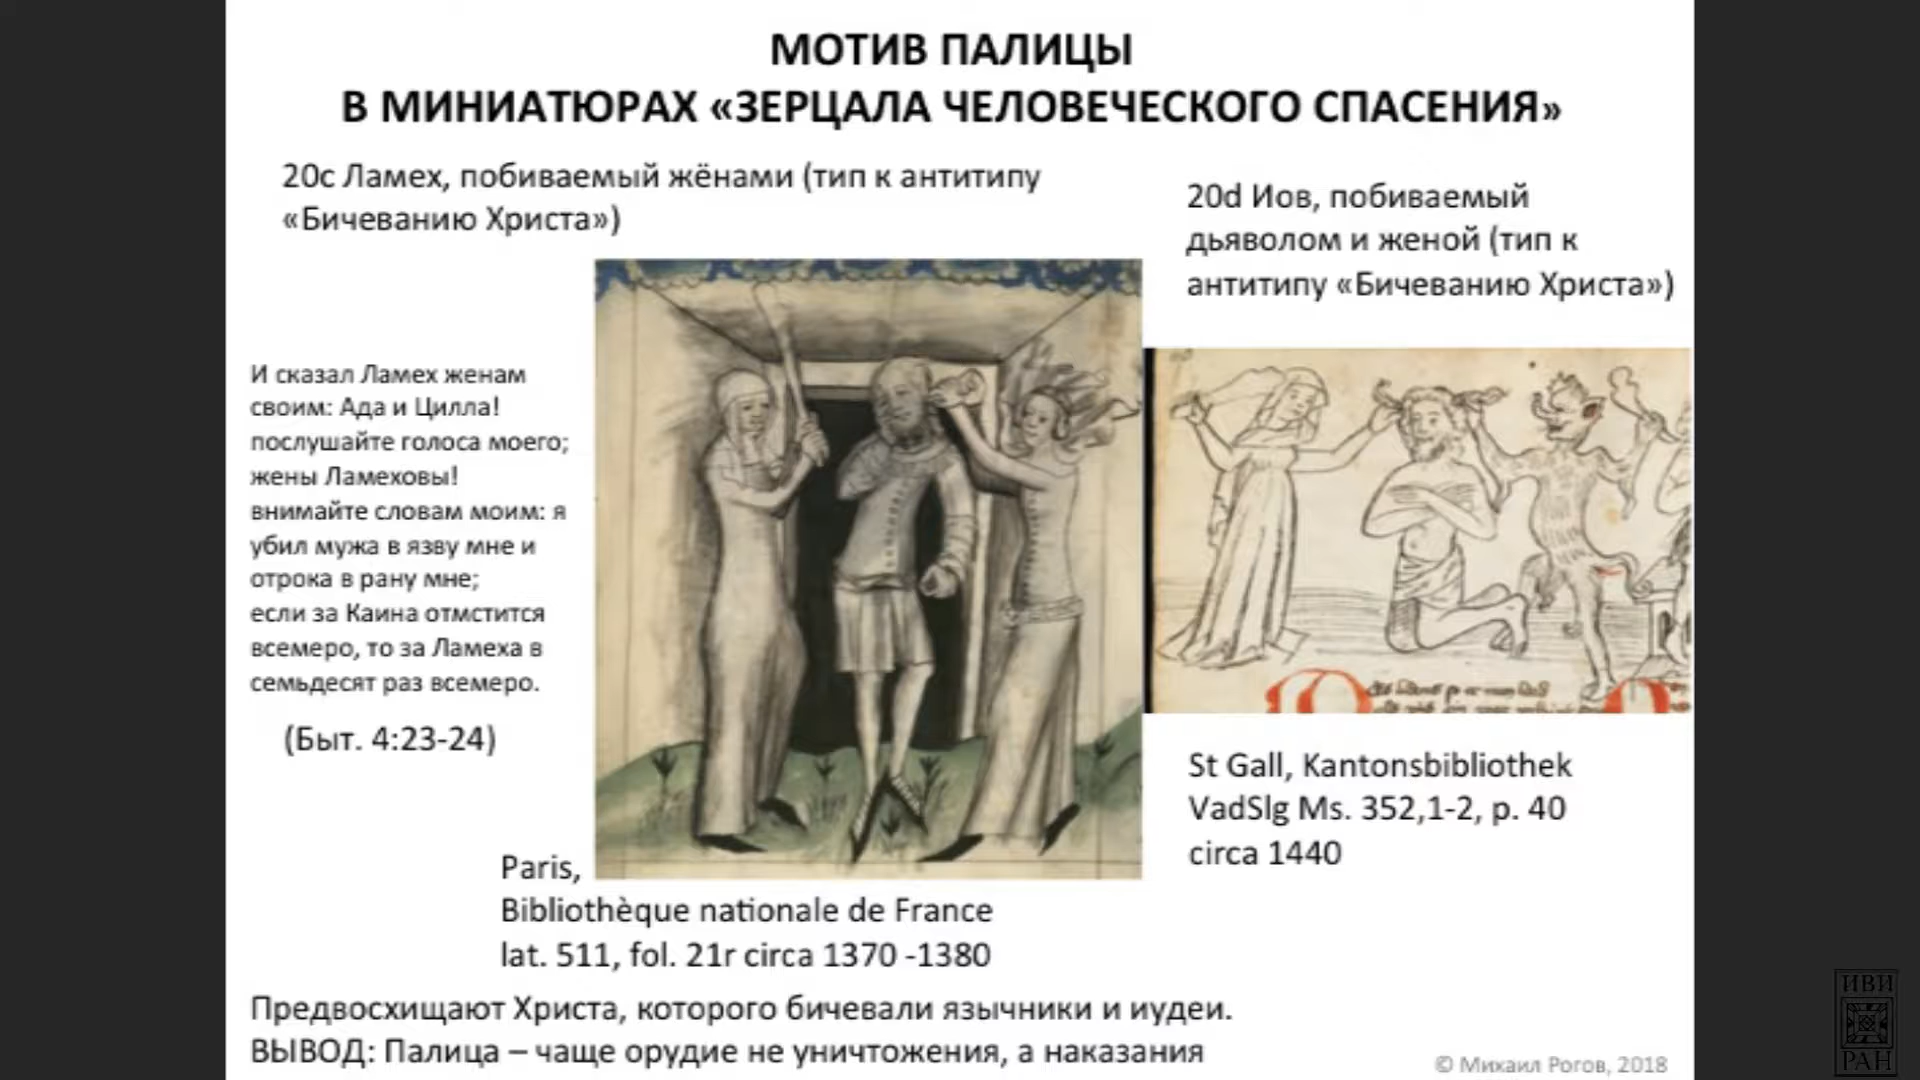 МОТИВ ПАЛИЦЫ
В МИНИАТЮРАХ «ЗЕРЦАЛА ЧЕЛОВЕЧЕСКОГО СПАСЕНИЯ»
20c Ламех, побиваемый жёнами (тип к антитипу
«Бичеванию Христа»)
20d Иов, побиваемый
дьяволом и женой (тип к
антитипу «Бичеванию Христа»)
И сказал Ламех женам
своим: Ада и Цилла!
послушайте голоса моего;
жены Ламеховы!
внимайте словам моим: я
убил мужа в язву мне и
отрока в рану мне;
если за Каина отмстится
всемеро, то за Ламеха в
семьдесят раз всемеро.
(Быт. 4:23-24)
St Gall, Kantonsbibliothek
VadSlg Ms. 352,1-2, p. 40
circa 1440
Paris,
Bibliothèque nationale de France
lat. 511, fol. 21r circa 1370 -1380
Предвосхищают Христа, которого бичевали язычники и иудеи.
ВЫВОД: Палица – чаще орудие не уничтожения, а наказания
© Михаил Рогов, 2018
ИВИ
РАН